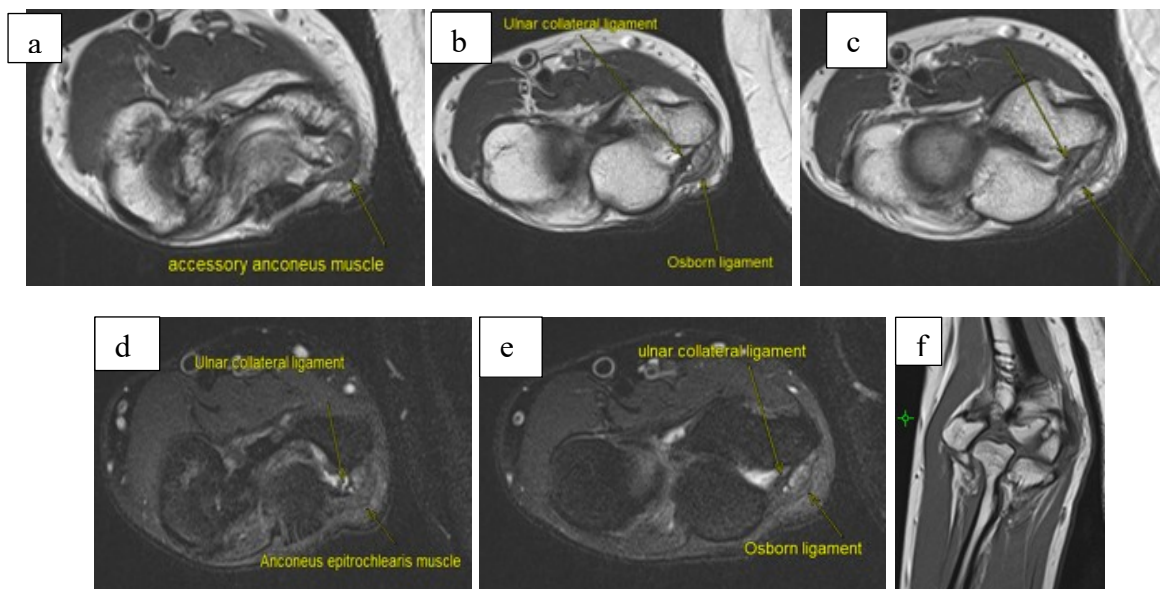 a
accessory anconeus muscle
b
Ulnar collateral ligament
Osborn ligament
c
d
Ulnar collateral ligament
Anconeus epitrochlearis muscle
e
ulnar collateral ligament
Osborn ligament
f